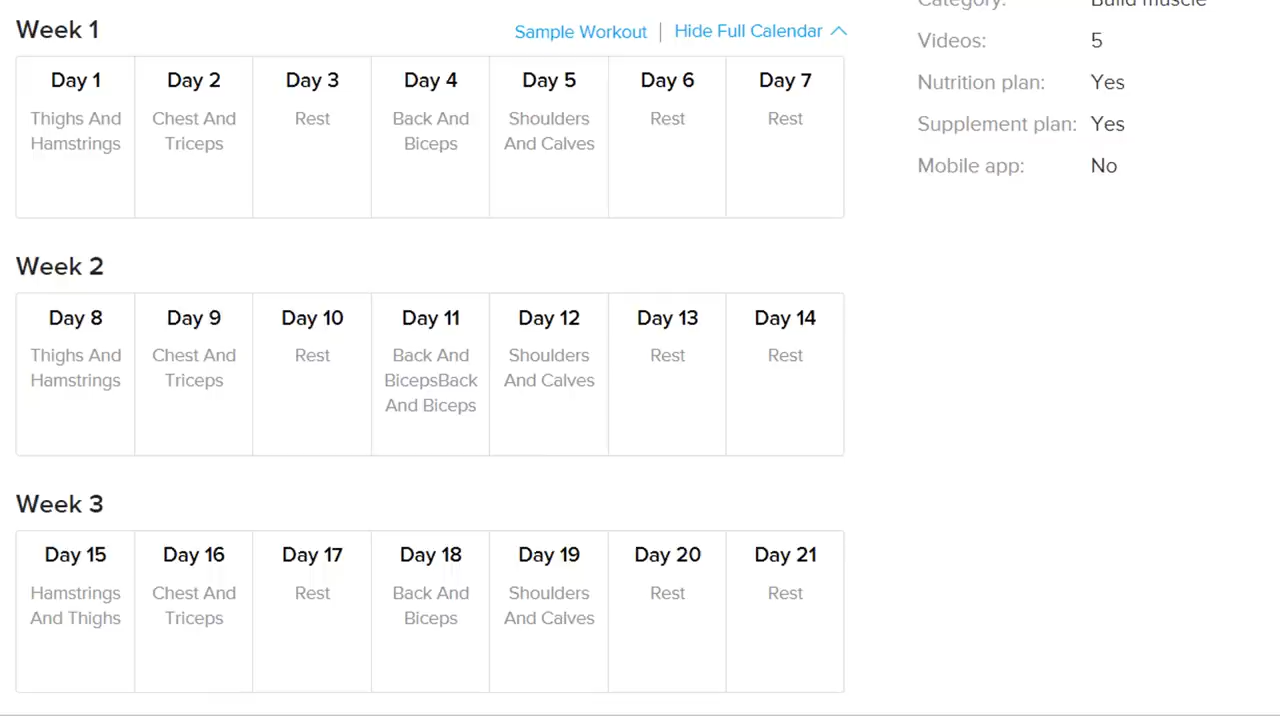 Week 1
Sample Workout | Hide Full Calendar
Day 1 Day 2 Day 3 Day 4 Day 5 Day 6 Day 7
Thighs And Chest And Rest Back And Shoulders Rest Rest
Hamstrings Triceps Biceps And Calves
Week 2
Day 8 Day 9 Day 10 Day 11 Day 12 Day 13 Day 14
Thighs And Chest And Rest Back And Shoulders Rest Rest
Hamstrings Triceps BicepsBack And Calves
And Biceps
Week 3
Day 15 Day 16 Day 17 Day 18 Day 19 Day 20 Day 21
Hamstrings Chest And Rest Back And Shoulders Rest Rest
And Thighs Triceps Biceps And Calves
Category: Build muscle
Videos: 5
Nutrition plan: Yes
Supplement plan: Yes
Mobile app: No